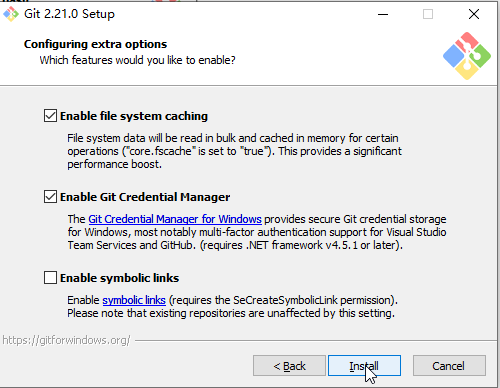 Git 2.21.0 Setup
Configuring extra options
Which features would you like to enable?
Enable file system caching
File system data will be read in bulk and cached in memory for certain
operations ("core.fscache" is set to "true"). This provides a significant
performance boost.
Enable Git Credential Manager
The Git Credential Manager for Windows provides secure Git credential storage
for Windows, most notably multi-factor authentication support for Visual Studio
Team Services and GitHub. (requires .NET framework v4.5.1 or later).
Enable symbolic links
Enable symbolic links (requires the SeCreateSymbolicLink permission).
Please note that existing repositories are unaffected by this setting.
https://gitforwindows.org/
< Back Install Cancel